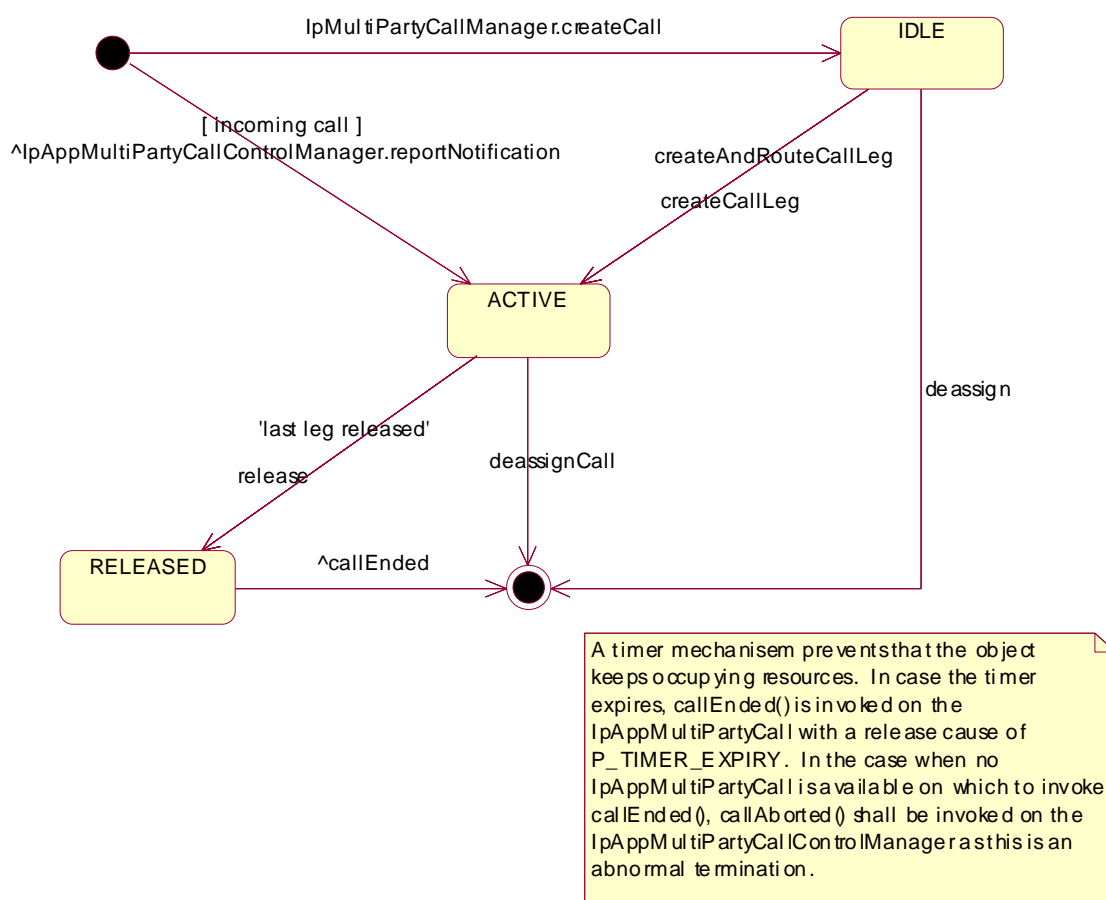 IpMultiPartyCallManager.createCall
IDLE
[ incoming call ]
^IpAppMultiPartyCallControlManager.reportNotification
createAndRouteCallLeg
createCallLeg
ACTIVE
deassign
'last leg released'
release
deassignCall
RELEASED
^callEnded
A timer mechanisem prevents that the object
keeps occupying resources. In case the timer
expires, callEnded() is invoked on the
IpAppMultiPartyCall with a release cause of
P_TIMER_EXPIRY. In the case when no
IpAppMultiPartyCall is available on which to invoke
callEnded(), callAborted() shall be invoked on the
IpAppMultiPartyCallControlManager as this is an
abnormal termination.